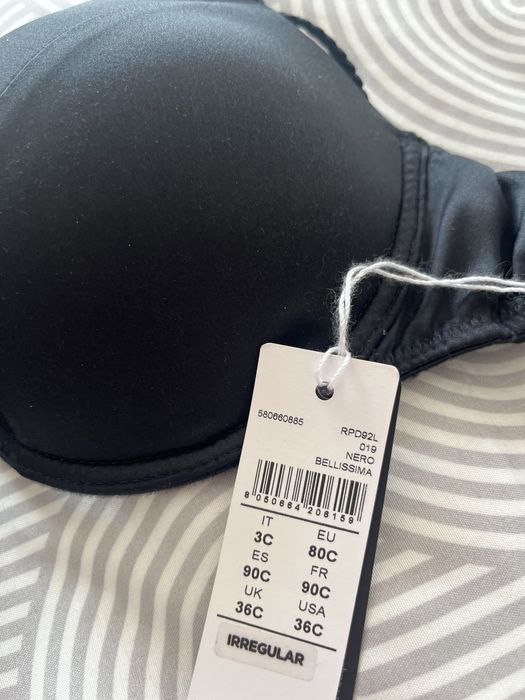 580660885
RPD92L
019
NERO
BELLISSIMA
8 050664 206159
IT EU
3C 80C
ES FR
90C 90C
UK USA
36C 36C
IRREGULAR